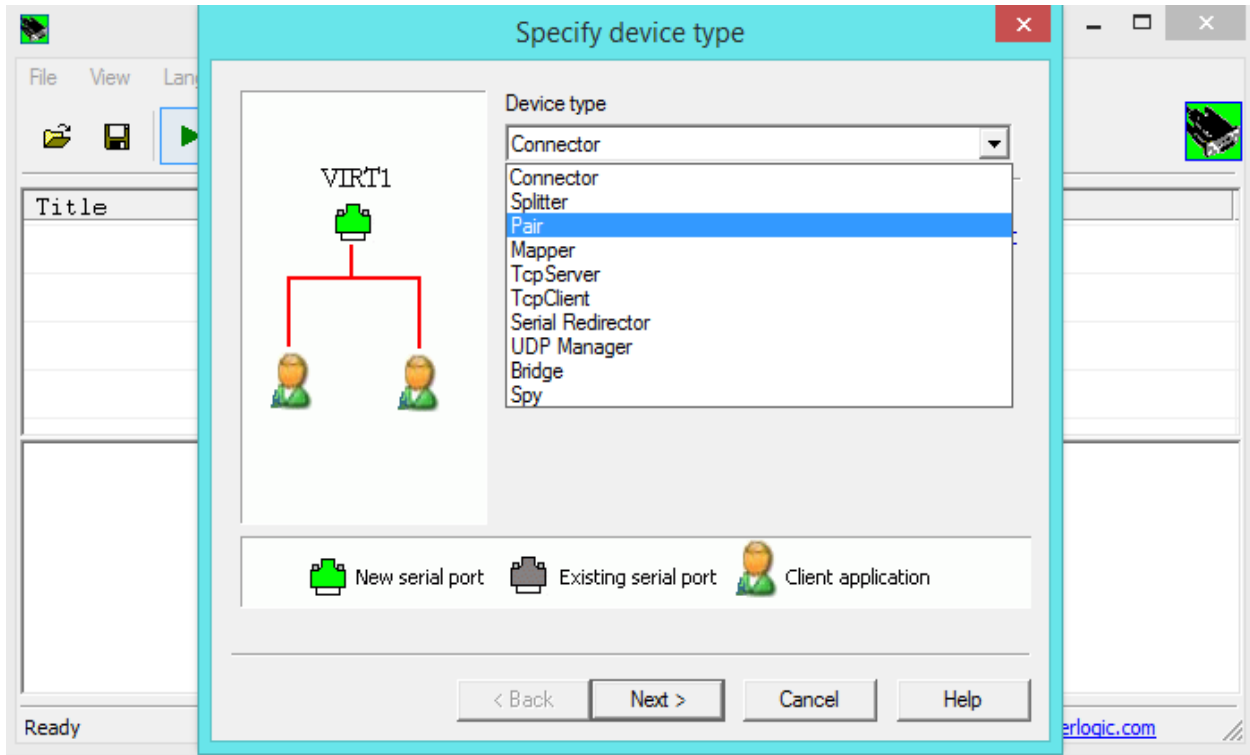 Specify device type
File View Lan
Device type
Connector
Connector
Splitter
Pair
Mapper
TcpServer
TcpClient
Serial Redirector
UDP Manager
Bridge
Spy
VIRT1
Title
New serial port Existing serial port Client application
< Back Next > Cancel Help
Ready
erlogic.com